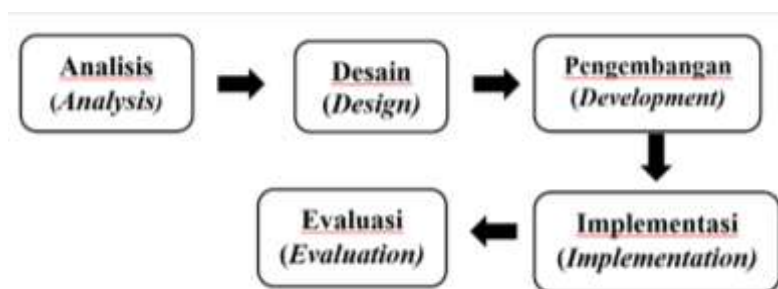 Analisis
(Analysis)
Desain
(Design)
Pengembangan
(Development)
Implementasi
(Implementation)
Evaluasi
(Evaluation)